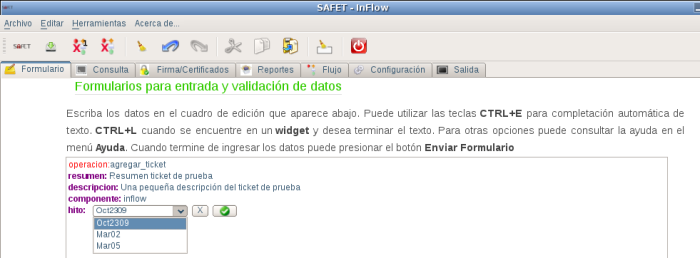 SAFET - InFlow
Archivo Editar Herramientas Acerca de...
SAFET
Formulario Consulta Firma/Certificados Reportes Flujo Configuración Salida
Formularios para entrada y validación de datos
Escriba los datos en el cuadro de edición que aparece abajo. Puede utilizar las teclas CTRL+E para completación automática de
texto. CTRL+L cuando se encuentre en un widget y desea terminar el texto. Para otras opciones puede consultar la ayuda en el
menú Ayuda. Cuando termine de ingresar los datos puede presionar el botón Enviar Formulario
operacion:agregar_ticket
resumen: Resumen ticket de prueba
descripcion: Una pequeña descripción del ticket de prueba
componente: inflow
hito: Oct2309 X
Oct2309
Mar02
Mar05